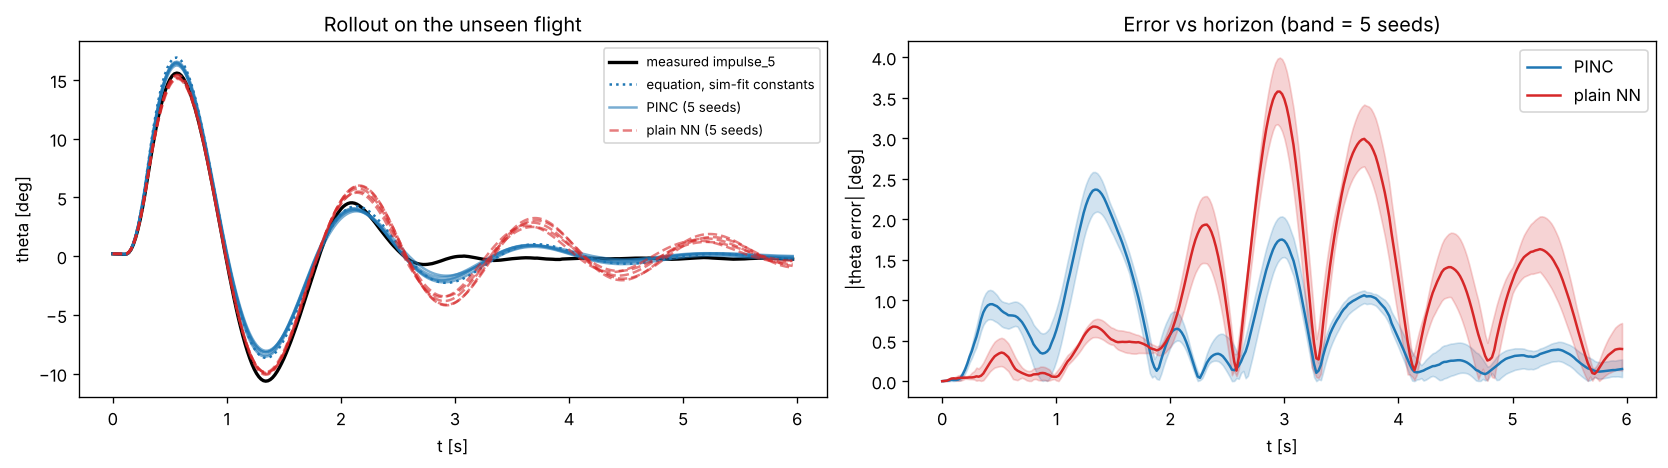 Rollout on the unseen flight
theta [deg]
15
10
5
0
−5
−10
measured impulse_5
equation, sim-fit constants
PINC (5 seeds)
plain NN (5 seeds)
0 1 2 3 4 5 6
t [s]
Error vs horizon (band = 5 seeds)
|theta error| [deg]
4.0
3.5
3.0
2.5
2.0
1.5
1.0
0.5
0.0
PINC
plain NN
0 1 2 3 4 5 6
t [s]